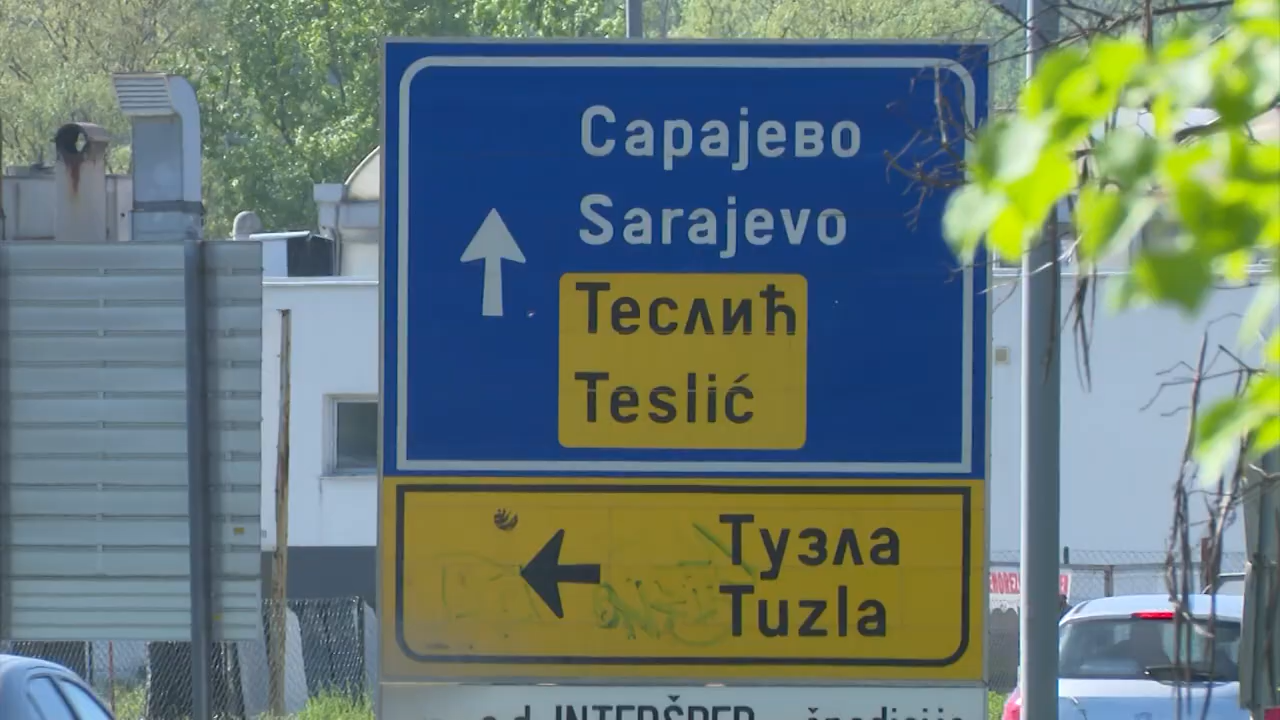 Сарајево
Sarajevo
Теслић
Teslić
Тузла
Tuzla